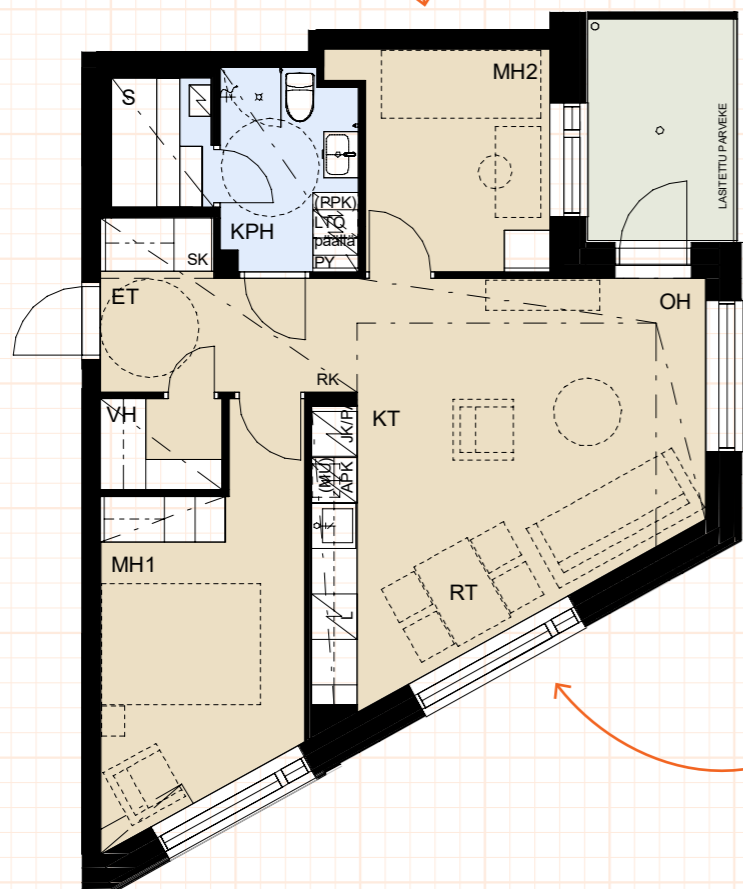 MH2
S
LASITETTU PARVEKE
(RPK)
LTO
päällä
PY
KPH
SK
ET
OH
RK
VH
KT
JK/P
(MU)
APK
MH1
RT
L